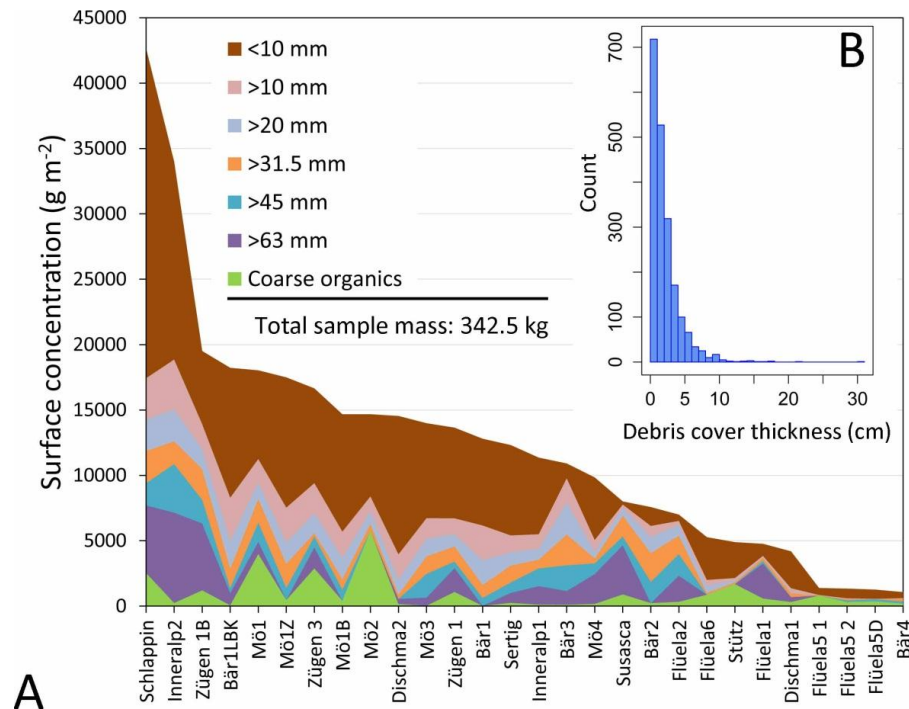 45000
40000
35000
30000
25000
20000
15000
10000
5000
0
Surface concentration (g m⁻²)
<10 mm
>10 mm
>20 mm
>31.5 mm
>45 mm
>63 mm
Coarse organics
Total sample mass: 342.5 kg
B
700
500
300
100
0
Count
0 5 10 20 30
Debris cover thickness (cm)
Schlappin
Inneralp2
Zügen 1B
Bär1LBK
Mö1
Mö1Z
Zügen 3
Mö1B
Mö2
Dischma2
Mö3
Zügen 1
Bär1
Sertig
Inneralp1
Bär3
Mö4
Susasca
Bär2
Flüela2
Flüela6
Stütz
Flüela1
Dischma1
Flüela5 1
Flüela5 2
Flüela5D
Bär4
A